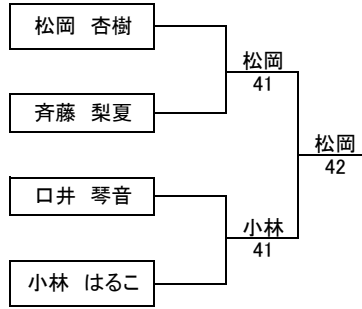 松岡　杏樹
松岡
41
斉藤　梨夏
松岡
42
口井　琴音
小林
41
小林　はるこ